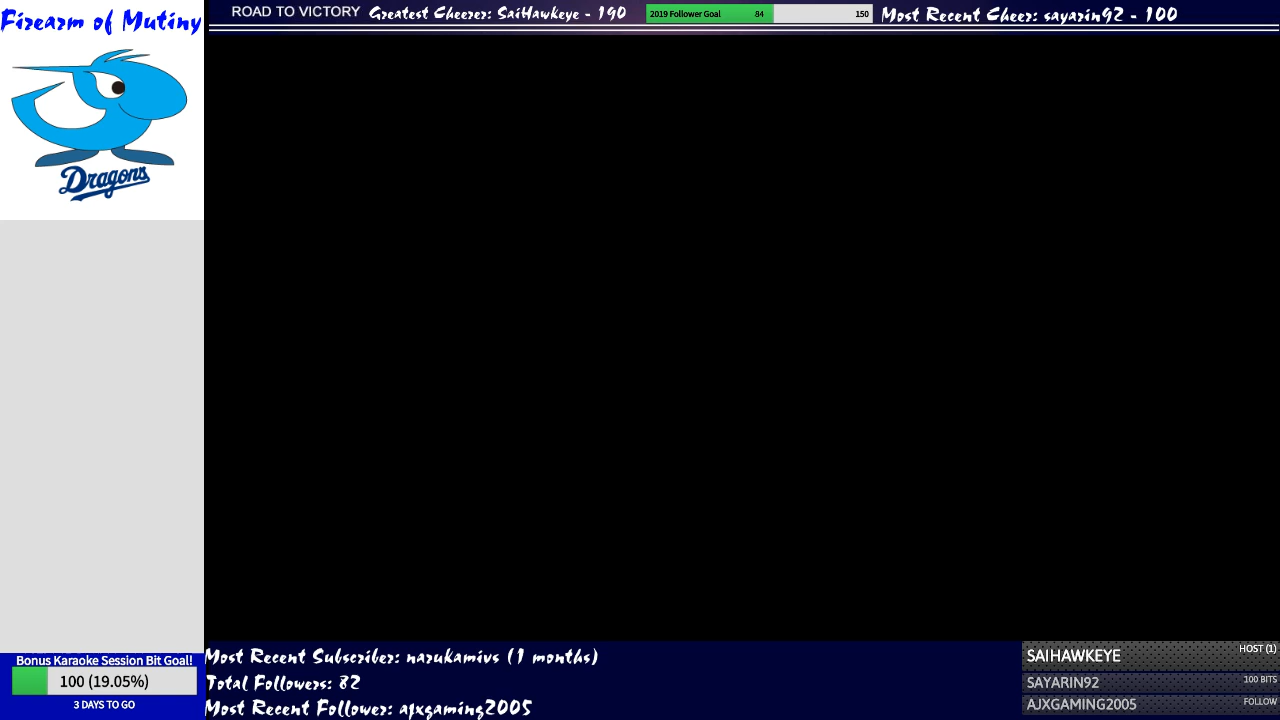 Firearm of Mutiny
Dragons
ROAD TO VICTORY
Greatest Cheerer: SaiHawkeye - 190
2019 Follower Goal 84 150
Most Recent Cheer: sayarin92 - 100
Bonus Karaoke Session Bit Goal!
100 (19.05%)
3 DAYS TO GO
Most Recent Subscriber: narukamivs (1 months)
Total Followers: 82
Most Recent Follower: ajxgaming2005
SAIHAWKEYE HOST (1)
SAYARIN92 100 BITS
AJXGAMING2005 FOLLOW